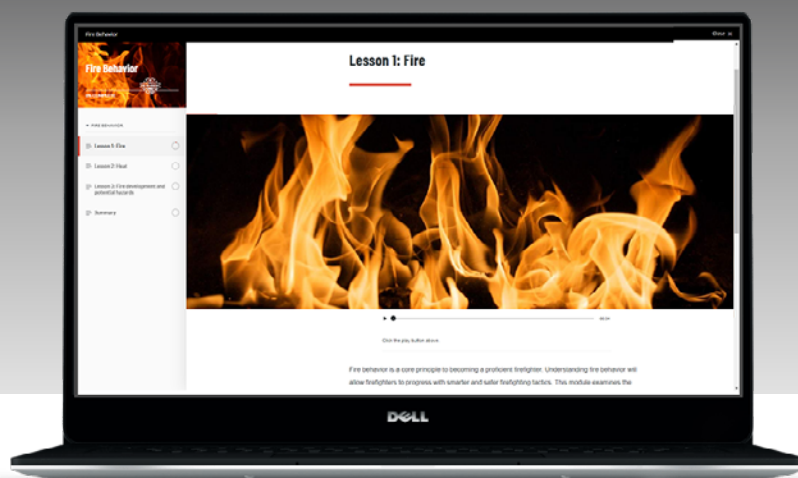 Fire Behavior
Fire Behavior
FIRE BEHAVIOR
Lesson 1: Fire
Lesson 2: Heat
Lesson 3: Fire development and
potential hazards
Summary
Lesson 1: Fire
Click the play button above.
Fire behavior is a core principle to becoming a proficient firefighter. Understanding fire behavior will
allow firefighters to progress with smarter and safer firefighting tactics. This module examines the
DELL